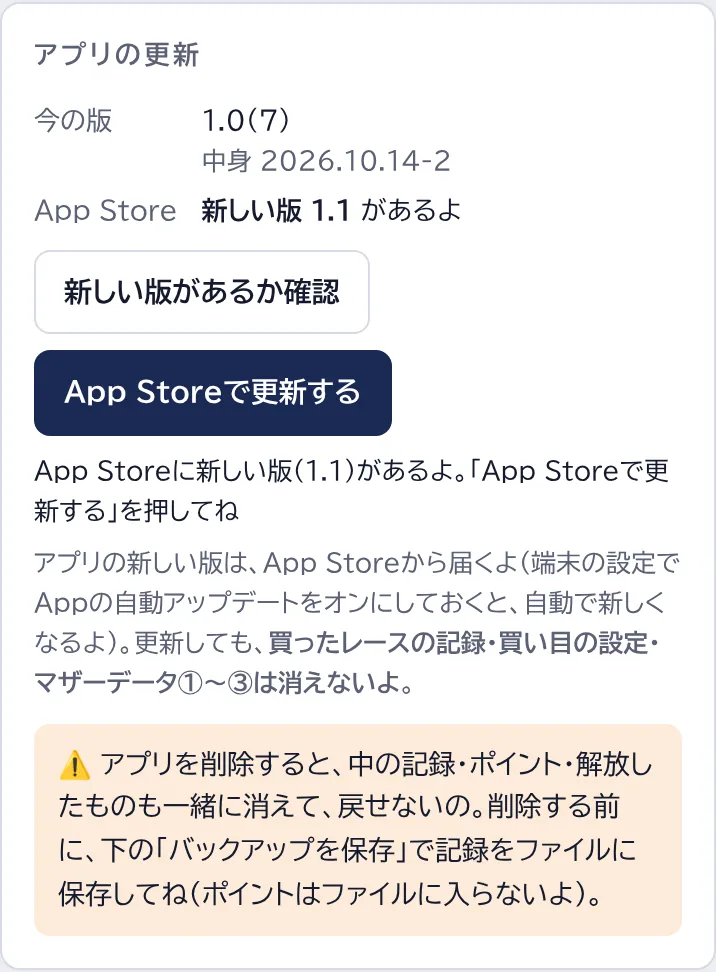 アプリの更新
今の版 1.0(7)
中身 2026.10.14-2
App Store 新しい版 1.1 があるよ
新しい版があるか確認
App Storeで更新する
App Storeに新しい版(1.1)があるよ。「App Storeで更
新する」を押してね
アプリの新しい版は、App Storeから届くよ(端末の設定で
Appの自動アップデートをオンにしておくと、自動で新しく
なるよ)。更新しても、買ったレースの記録・買い目の設定・
マザーデータ①〜③は消えないよ。
⚠️ アプリを削除すると、中の記録・ポイント・解放し
たものも一緒に消えて、戻せないの。削除する前
に、下の「バックアップを保存」で記録をファイルに
保存してね(ポイントはファイルに入らないよ)。